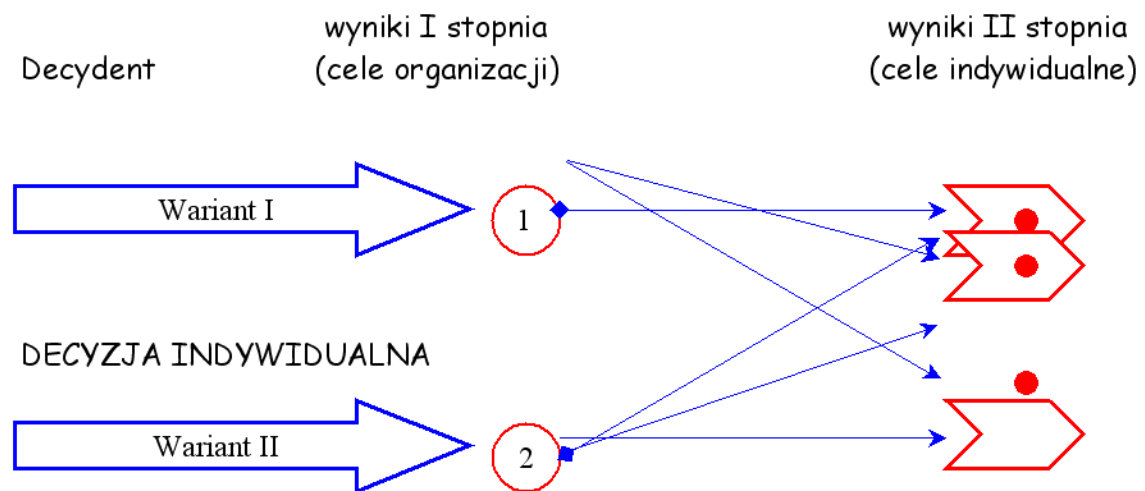 wyniki I stopnia
wyniki II stopnia
Decydent
(cele organizacji)
(cele indywidualne)
Wariant I
1
DECYZJA INDYWIDUALNA
Wariant II
2